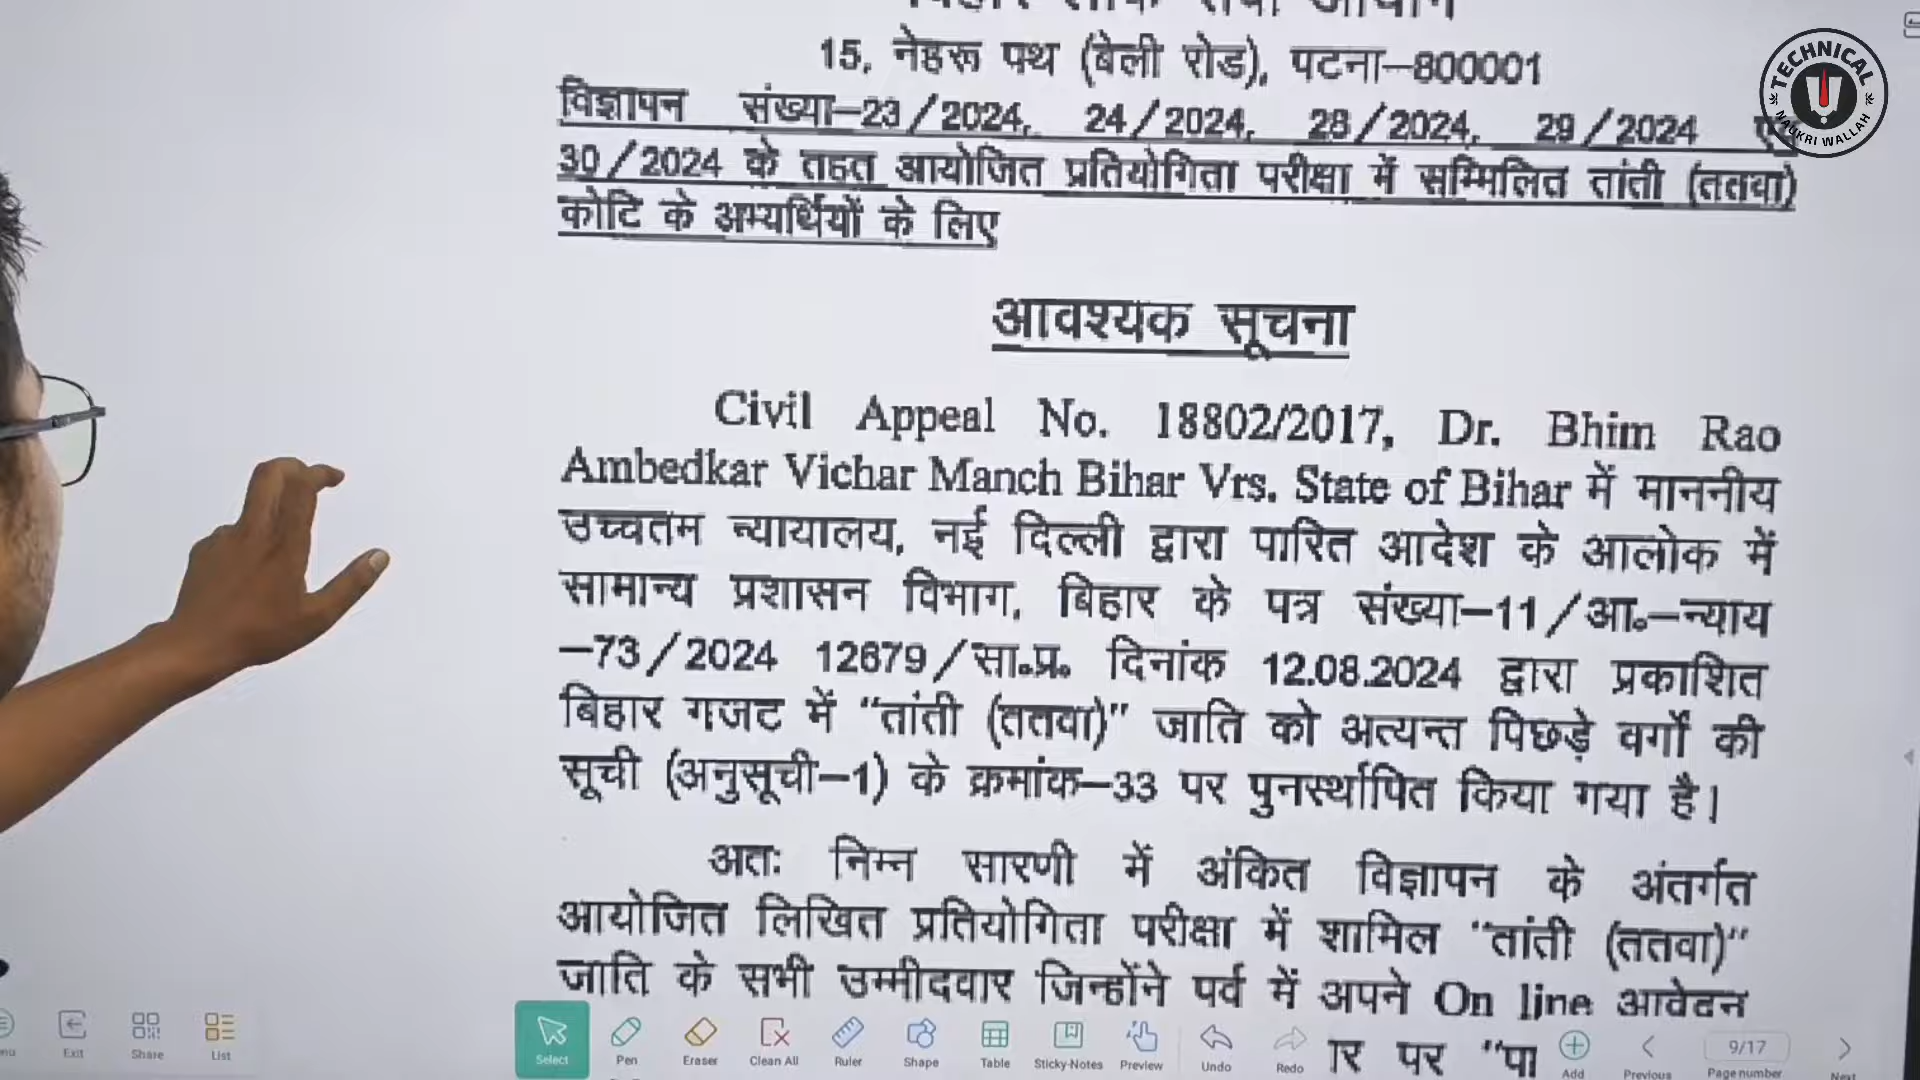 बिहार लोक सेवा आयोग
15, नेहरू पथ (बेली रोड), पटना–800001
विज्ञापन संख्या–23/2024, 24/2024, 28/2024, 29/2024
30/2024 के तहत आयोजित प्रतियोगिता परीक्षा में सम्मिलित तांती (ततवा)
कोटि के अभ्यर्थियों के लिए
आवश्यक सूचना
Civil Appeal No. 18802/2017, Dr. Bhim Rao
Ambedkar Vichar Manch Bihar Vrs. State of Bihar में माननीय
उच्चतम न्यायालय, नई दिल्ली द्वारा पारित आदेश के आलोक में
सामान्य प्रशासन विभाग, बिहार के पत्र संख्या–11/आ०–न्याय
–73/2024 12679/सा.प्र. दिनांक 12.08.2024 द्वारा प्रकाशित
बिहार गजट में "तांती (ततवा)" जाति को अत्यन्त पिछड़े वर्गों की
सूची (अनुसूची–1) के क्रमांक–33 पर पुनर्स्थापित किया गया है।
अतः निम्न सारणी में अंकित विज्ञापन के अंतर्गत
आयोजित लिखित प्रतियोगिता परीक्षा में शामिल "तांती (ततवा)"
जाति के सभी उम्मीदवार जिन्होंने पूर्व में अपने On line आवेदन
पर
TECHNICAL
NAUKRI WALLAH
Exit
Share
List
Select
Pen
Eraser
Clean All
Ruler
Shape
Table
Sticky-Notes
Preview
Undo
Redo
Add
Previous
9/17
Page number
Next